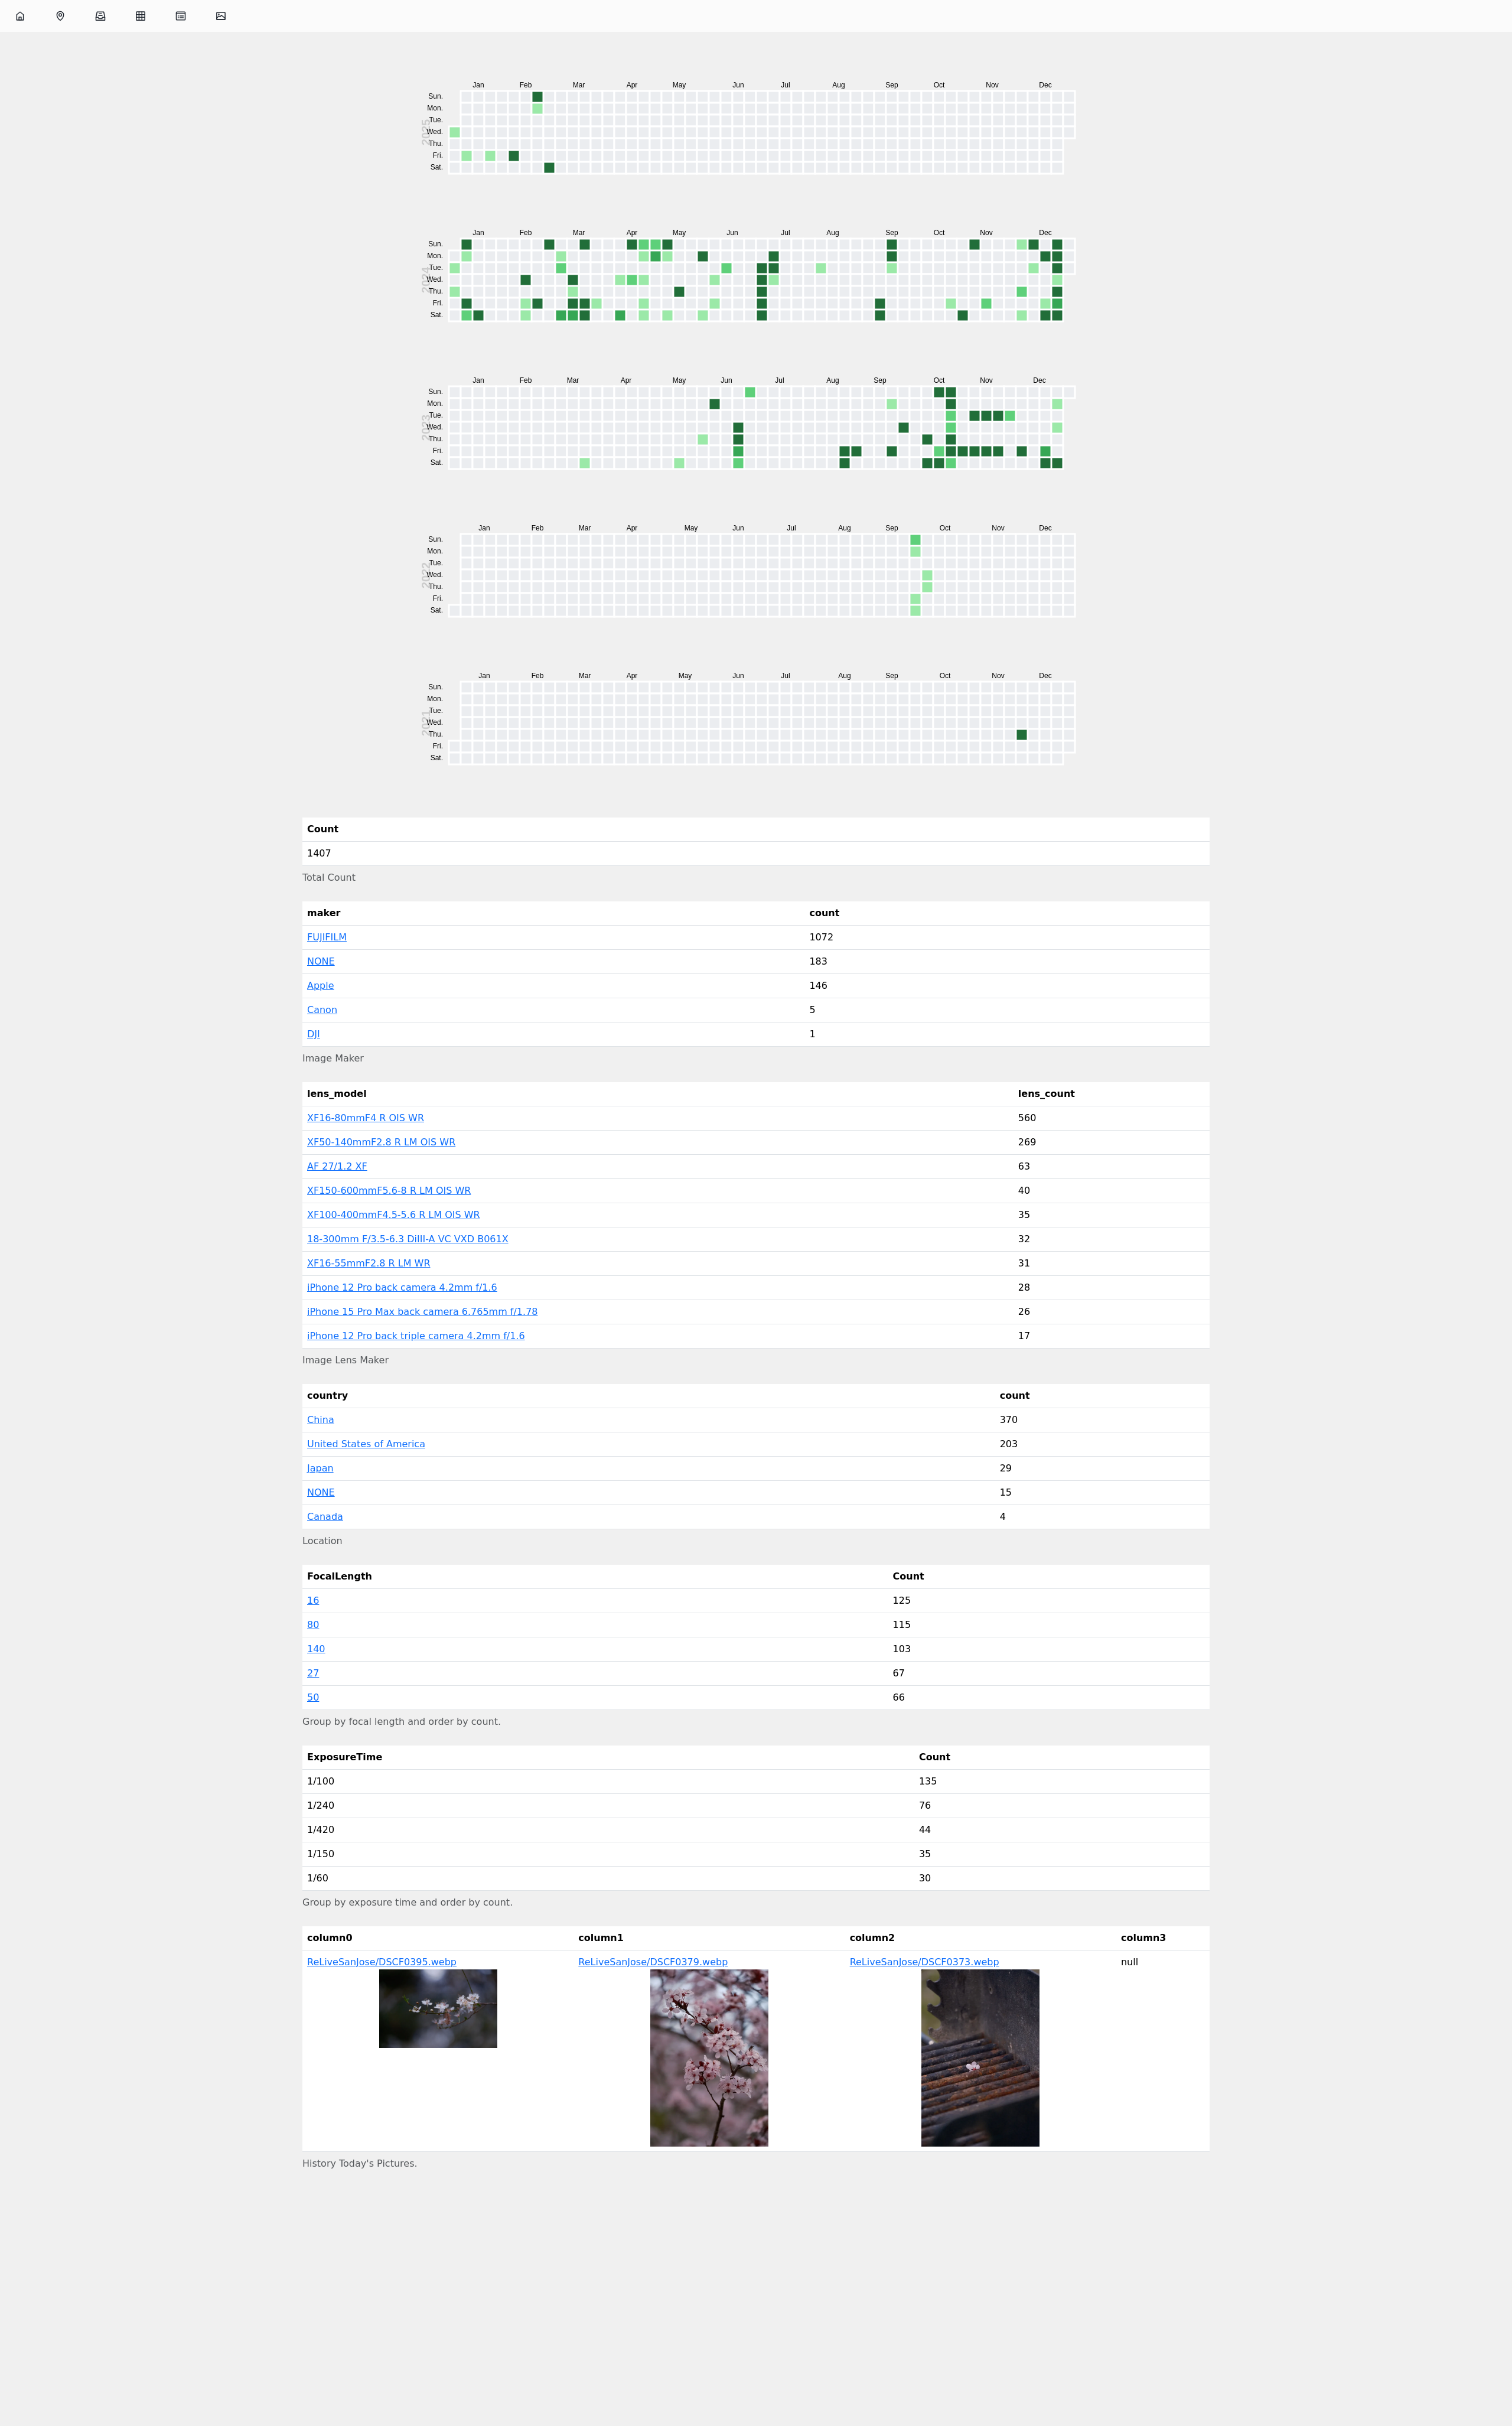 Jan Feb Mar Apr May Jun Jul Aug Sep Oct Nov Dec
2025
Sun.
Mon.
Tue.
Wed.
Thu.
Fri.
Sat.
Jan Feb Mar Apr May Jun Jul Aug Sep Oct Nov Dec
2024
Sun.
Mon.
Tue.
Wed.
Thu.
Fri.
Sat.
Jan Feb Mar Apr May Jun Jul Aug Sep Oct Nov Dec
2023
Sun.
Mon.
Tue.
Wed.
Thu.
Fri.
Sat.
Jan Feb Mar Apr May Jun Jul Aug Sep Oct Nov Dec
2022
Sun.
Mon.
Tue.
Wed.
Thu.
Fri.
Sat.
Jan Feb Mar Apr May Jun Jul Aug Sep Oct Nov Dec
2021
Sun.
Mon.
Tue.
Wed.
Thu.
Fri.
Sat.
Count
1407
Total Count
maker count
FUJIFILM 1072
NONE 183
Apple 146
Canon 5
DJI 1
Image Maker
lens_model lens_count
XF16-80mmF4 R OIS WR 560
XF50-140mmF2.8 R LM OIS WR 269
AF 27/1.2 XF 63
XF150-600mmF5.6-8 R LM OIS WR 40
XF100-400mmF4.5-5.6 R LM OIS WR 35
18-300mm F/3.5-6.3 DiIII-A VC VXD B061X 32
XF16-55mmF2.8 R LM WR 31
iPhone 12 Pro back camera 4.2mm f/1.6 28
iPhone 15 Pro Max back camera 6.765mm f/1.78 26
iPhone 12 Pro back triple camera 4.2mm f/1.6 17
Image Lens Maker
country count
China 370
United States of America 203
Japan 29
NONE 15
Canada 4
Location
FocalLength Count
16 125
80 115
140 103
27 67
50 66
Group by focal length and order by count.
ExposureTime Count
1/100 135
1/240 76
1/420 44
1/150 35
1/60 30
Group by exposure time and order by count.
column0 column1 column2 column3
ReLiveSanJose/DSCF0395.webp ReLiveSanJose/DSCF0379.webp ReLiveSanJose/DSCF0373.webp null
History Today's Pictures.